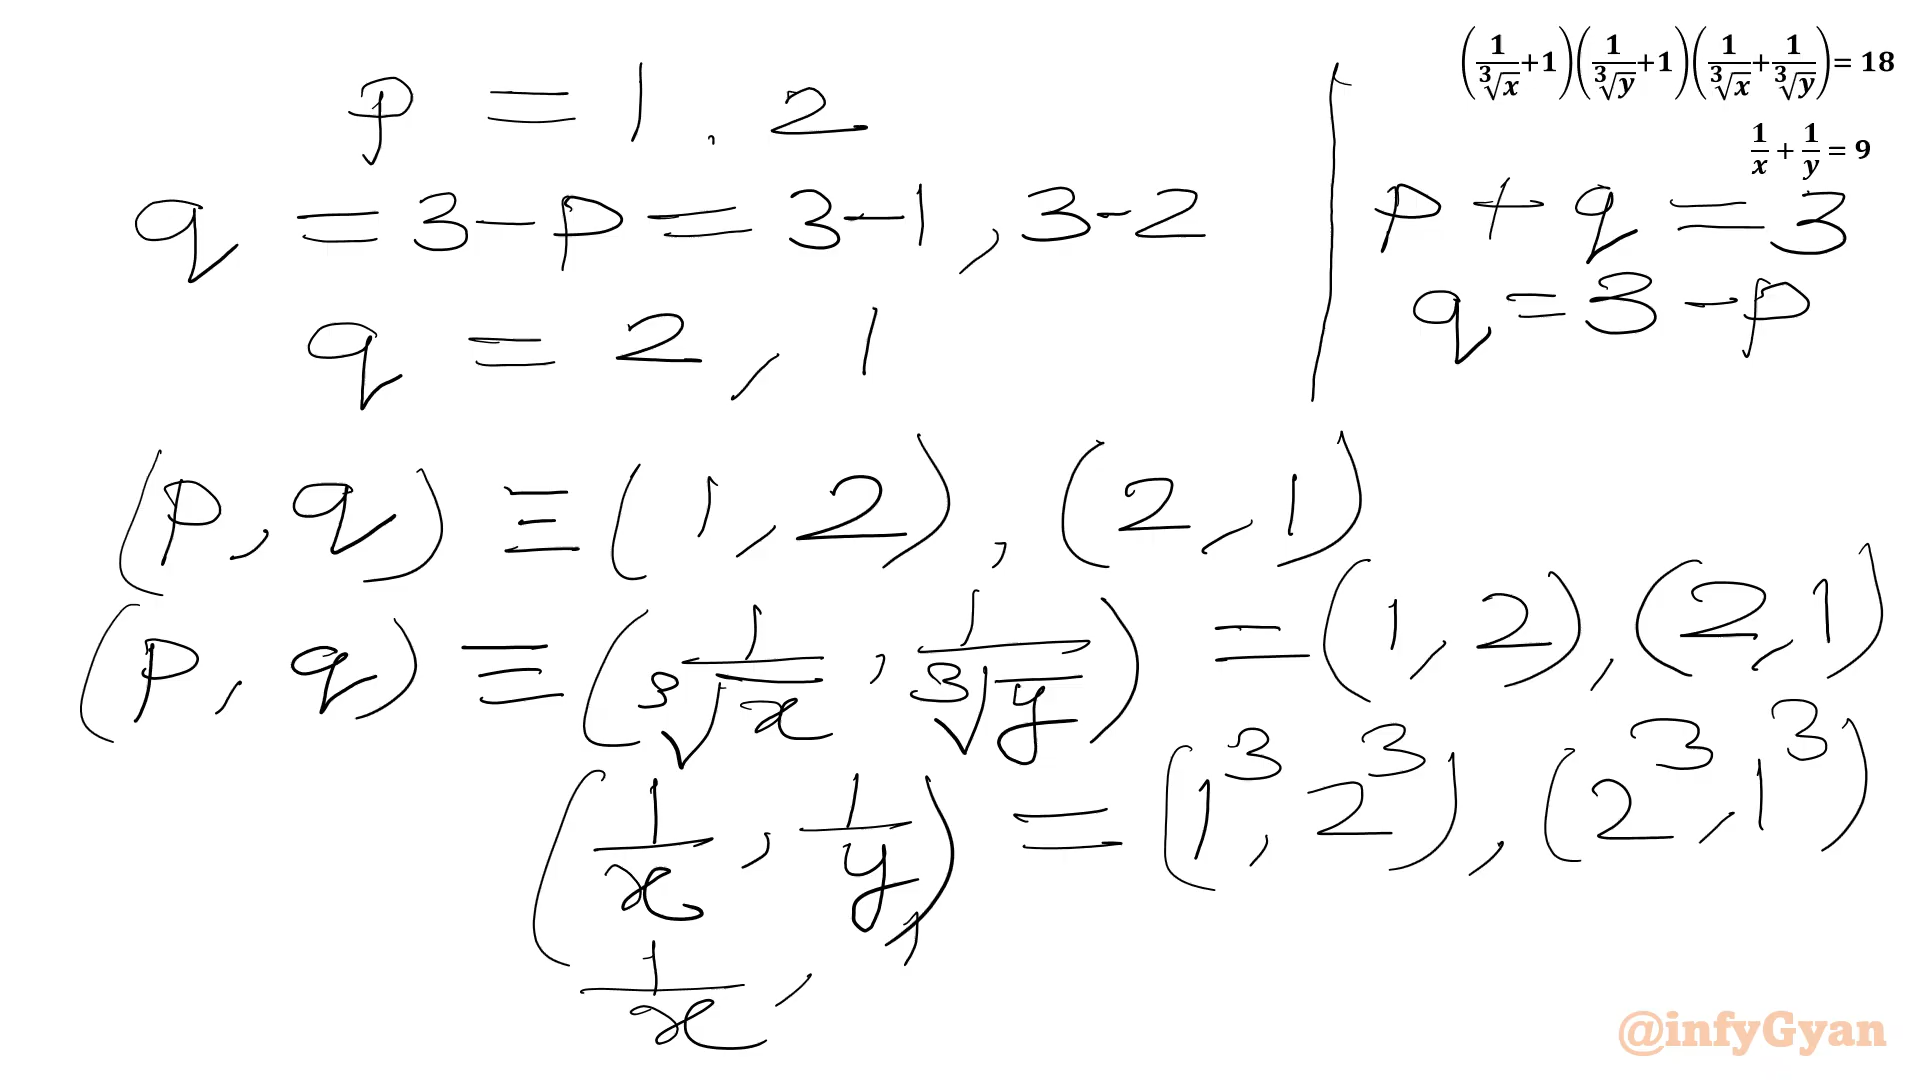 (1/∛x+1)(1/∛y+1)(1/∛x+1/∛y)= 18
1/x + 1/y = 9
p = 1, 2
q = 3-p = 3-1, 3-2
q = 2, 1
p + q = 3
q = 3 - p
(p, q) ≡ (1, 2), (2, 1)
(p, q) ≡ (1/∛x, 1/∛y) = (1, 2), (2, 1)
(1/x, 1/y) = (1³, 2³), (2³, 1³)
1/x,
@infyGyan